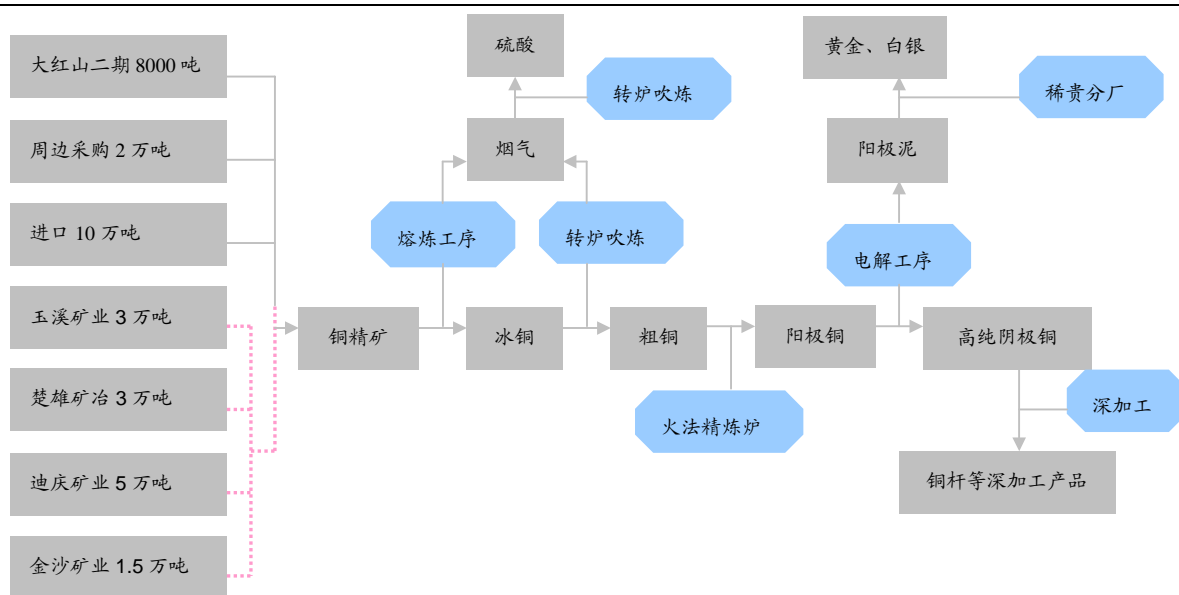 大红山二期 8000 吨
周边采购 2 万吨
进口 10 万吨
玉溪矿业 3 万吨
楚雄矿冶 3 万吨
迪庆矿业 5 万吨
金沙矿业 1.5 万吨
硫酸
转炉吹炼
烟气
熔炼工序
转炉吹炼
铜精矿
冰铜
粗铜
火法精炼炉
阳极铜
黄金、白银
稀贵分厂
阳极泥
电解工序
高纯阴极铜
深加工
铜杆等深加工产品